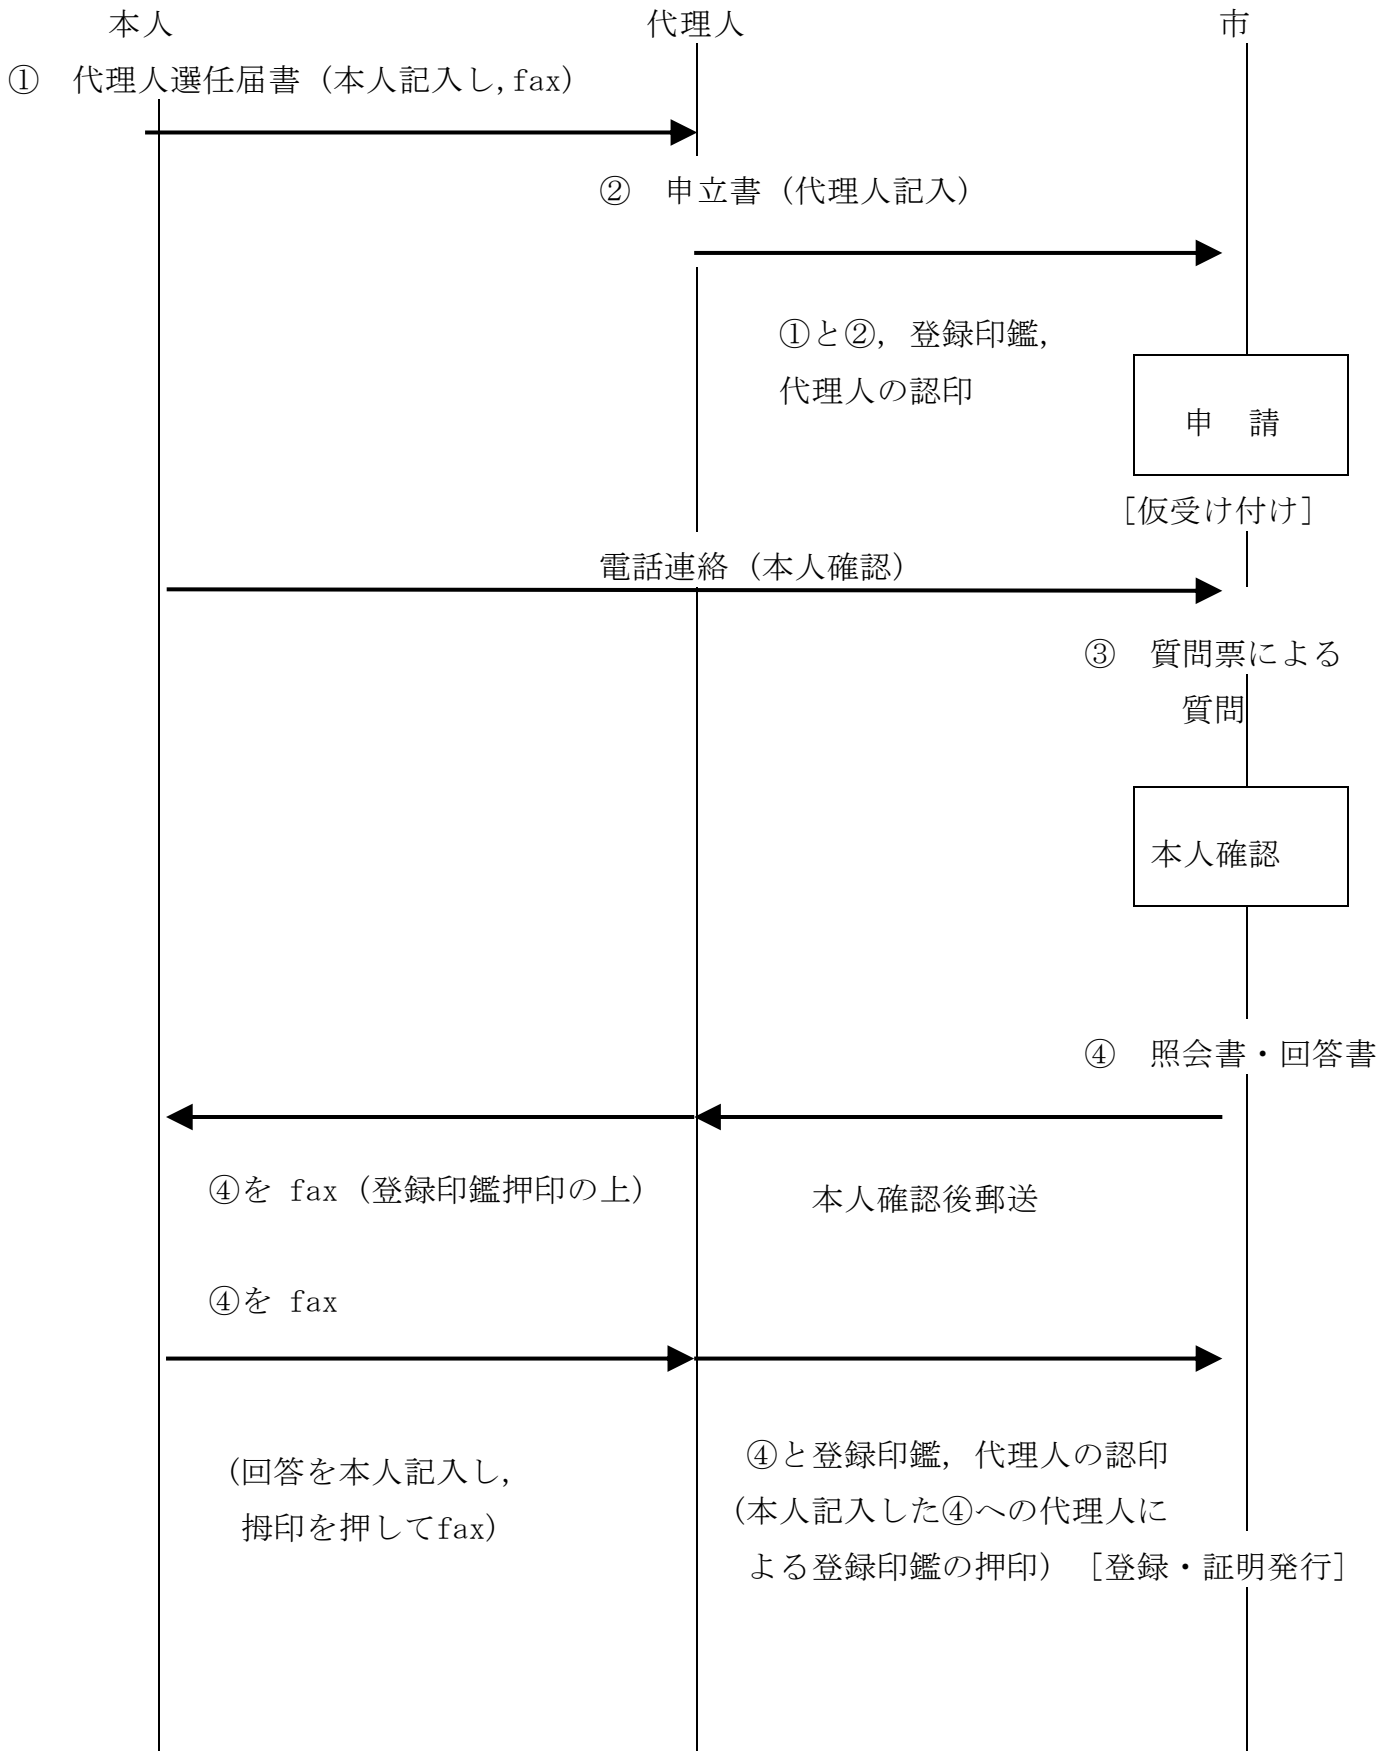 本人 代理人 市
① 代理人選任届書（本人記入し,fax）
② 申立書（代理人記入）
①と②，登録印鑑，
代理人の認印
申 請
［仮受け付け］
電話連絡（本人確認）
③ 質問票による
質問
本人確認
④ 照会書・回答書
④を fax（登録印鑑押印の上）
本人確認後郵送
④を fax
（回答を本人記入し，
拇印を押してfax）
④と登録印鑑，代理人の認印
（本人記入した④への代理人に
よる登録印鑑の押印）［登録・証明発行］